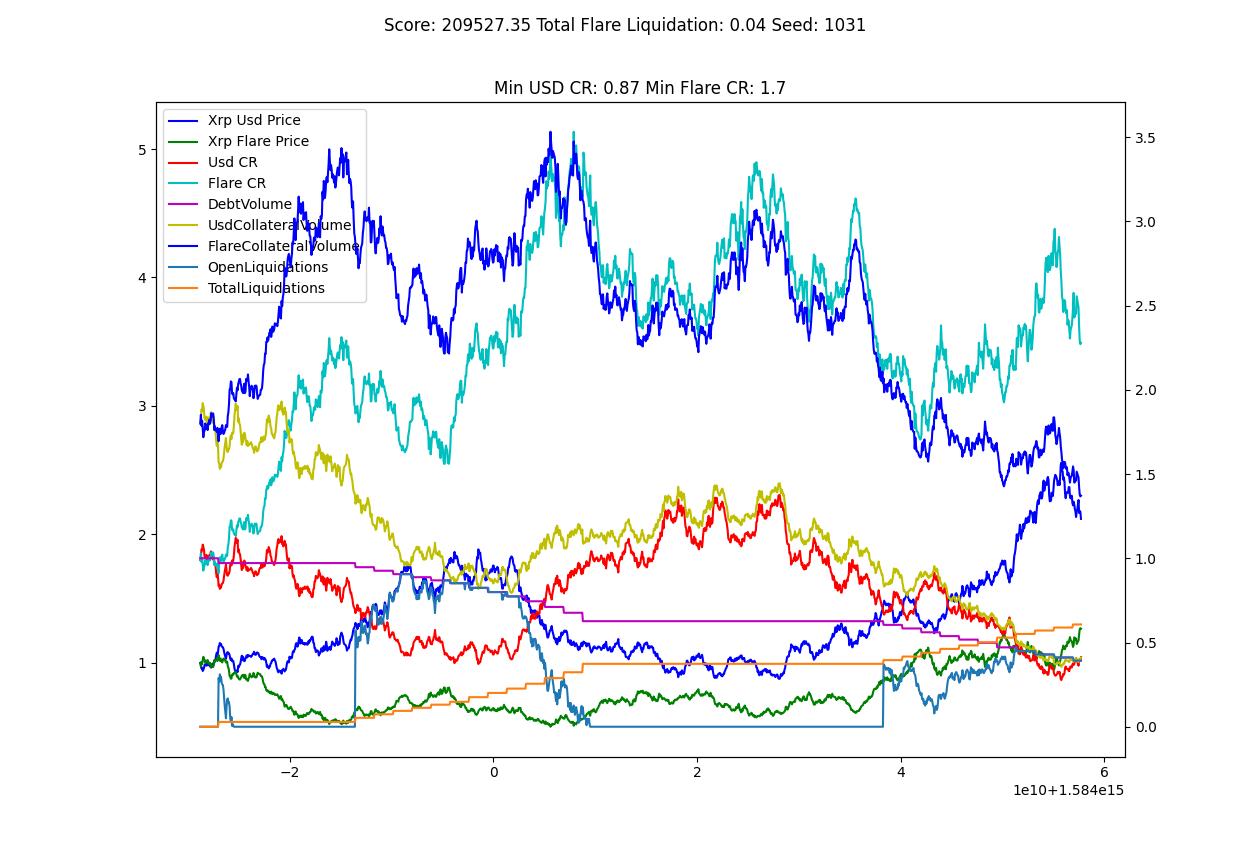 Score: 209527.35 Total Flare Liquidation: 0.04 Seed: 1031
Min USD CR: 0.87 Min Flare CR: 1.7
Xrp Usd Price
Xrp Flare Price
Usd CR
Flare CR
DebtVolume
UsdCollateralVolume
FlareCollateralVolume
OpenLiquidations
TotalLiquidations
5
4
3
2
1
3.5
3.0
2.5
2.0
1.5
1.0
0.5
0.0
−2 0 2 4 6
1e10+1.584e15